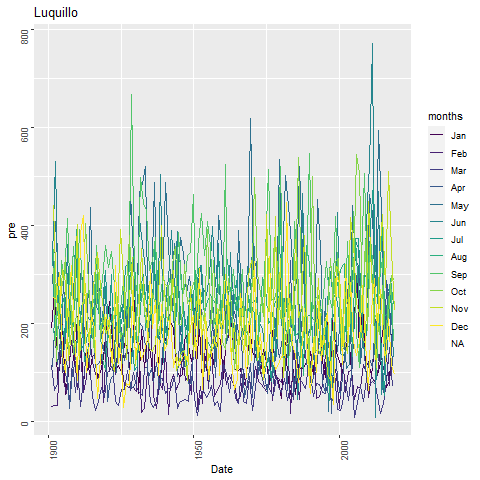 Luquillo
800
600
400
200
0
pre
1900
1950
2000
Date
months
Jan
Feb
Mar
Apr
May
Jun
Jul
Aug
Sep
Oct
Nov
Dec
NA